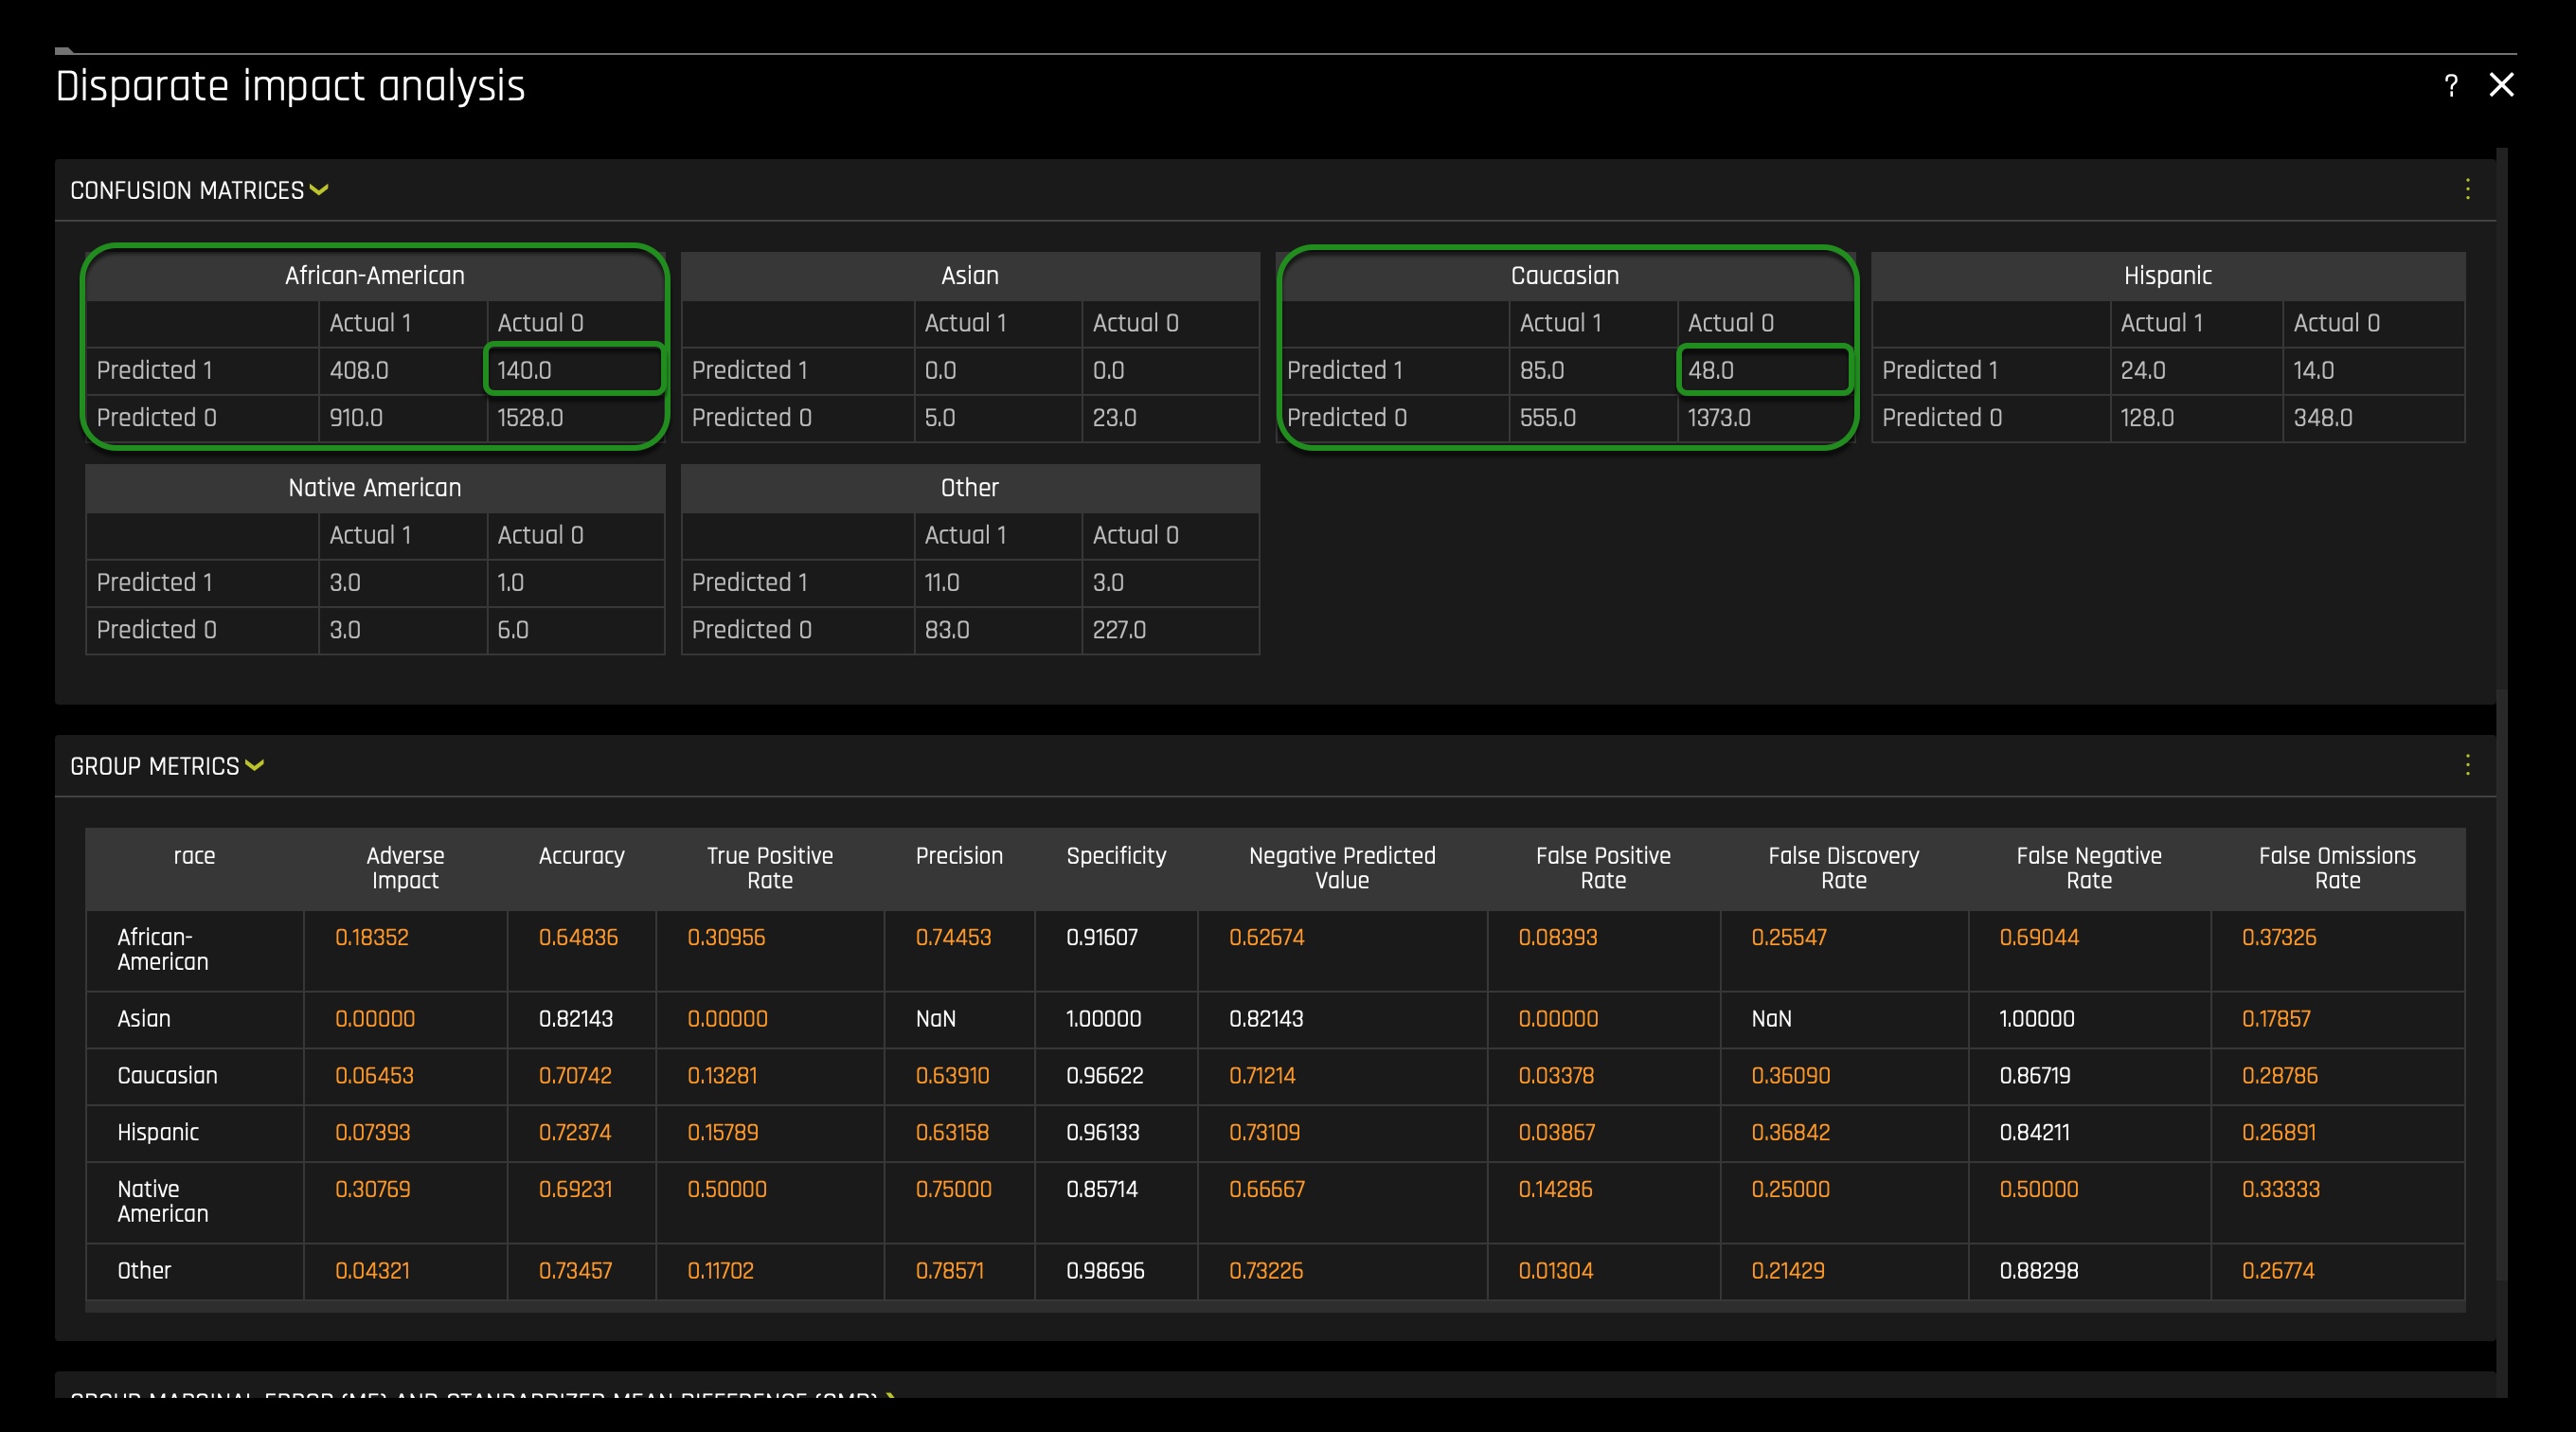 Disparate impact analysis
?
CONFUSION MATRICES
African-American
Actual 1 Actual 0
Predicted 1 408.0 140.0
Predicted 0 910.0 1528.0
Asian
Actual 1 Actual 0
Predicted 1 0.0 0.0
Predicted 0 5.0 23.0
Caucasian
Actual 1 Actual 0
Predicted 1 85.0 48.0
Predicted 0 555.0 1373.0
Hispanic
Actual 1 Actual 0
Predicted 1 24.0 14.0
Predicted 0 128.0 348.0
Native American
Actual 1 Actual 0
Predicted 1 3.0 1.0
Predicted 0 3.0 6.0
Other
Actual 1 Actual 0
Predicted 1 11.0 3.0
Predicted 0 83.0 227.0
GROUP METRICS
race Adverse Impact Accuracy True Positive Rate Precision Specificity Negative Predicted Value False Positive Rate False Discovery Rate False Negative Rate False Omissions Rate
African-American 0.18352 0.64836 0.30956 0.74453 0.91607 0.62674 0.08393 0.25547 0.69044 0.37326
Asian 0.00000 0.82143 0.00000 NaN 1.00000 0.82143 0.00000 NaN 1.00000 0.17857
Caucasian 0.06453 0.70742 0.13281 0.63910 0.96622 0.71214 0.03378 0.36090 0.86719 0.28786
Hispanic 0.07393 0.72374 0.15789 0.63158 0.96133 0.73109 0.03867 0.36842 0.84211 0.26891
Native American 0.30769 0.69231 0.50000 0.75000 0.85714 0.66667 0.14286 0.25000 0.50000 0.33333
Other 0.04321 0.73457 0.11702 0.78571 0.98696 0.73226 0.01304 0.21429 0.88298 0.26774
GROUP MARGINAL ERROR (ME) AND STANDARDIZED MEAN DIFFERENCE (SMD)